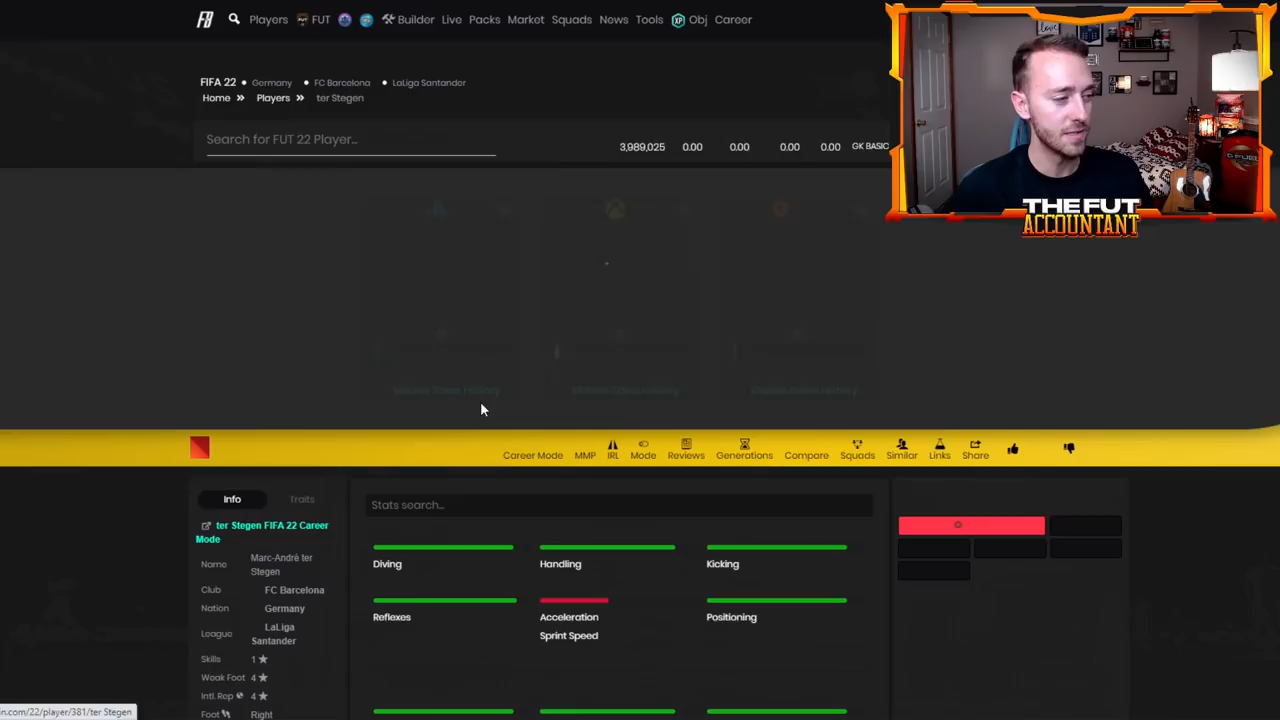 FB Players FUT Builder Live Packs Market Squads News Tools XP Obj Career
FIFA 22 • Germany • FC Barcelona • LaLiga Santander
Home » Players » ter Stegen
Search for FUT 22 Player...
3,989,025 0.00 0.00 0.00 0.00 GK BASIC
love
G FUEL
THE FUT
ACCOUNTANT
Career Mode MMP IRL Mode Reviews Generations Compare Squads Similar Links Share
Info Traits
ter Stegen FIFA 22 Career
Mode
Name Marc-André ter
Stegen
Club FC Barcelona
Nation Germany
League LaLiga
Santander
Skills 1 ★
Weak Foot 4 ★
Intl. Rep 4 ★
Foot Right
Stats search...
Diving Handling Kicking
Reflexes Acceleration Positioning
Sprint Speed
in.com/22/player/381/ter Stegen